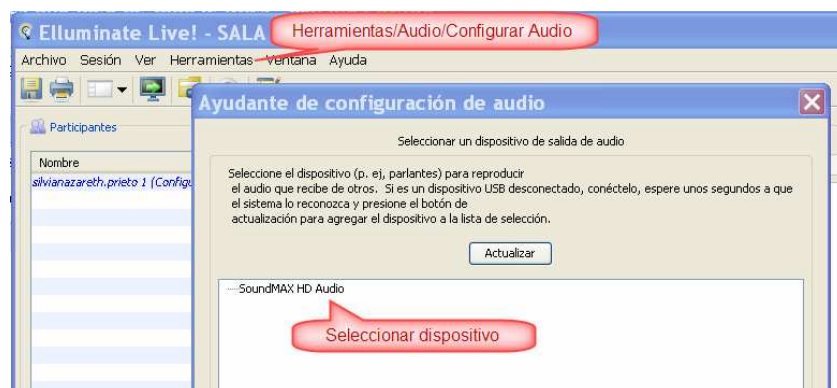 Elluminate Live! - SALA
Herramientas/Audio/Configurar Audio
Archivo Sesión Ver Herramientas Ventana Ayuda
Ayudante de configuración de audio
Participantes
Seleccionar un dispositivo de salida de audio
Nombre
silvianazareth.prieto 1 (Configu
Seleccione el dispositivo (p. ej, parlantes) para reproducir
el audio que recibe de otros. Si es un dispositivo USB desconectado, conéctelo, espere unos segundos a que
el sistema lo reconozca y presione el botón de
actualización para agregar el dispositivo a la lista de selección.
Actualizar
SoundMAX HD Audio
Seleccionar dispositivo